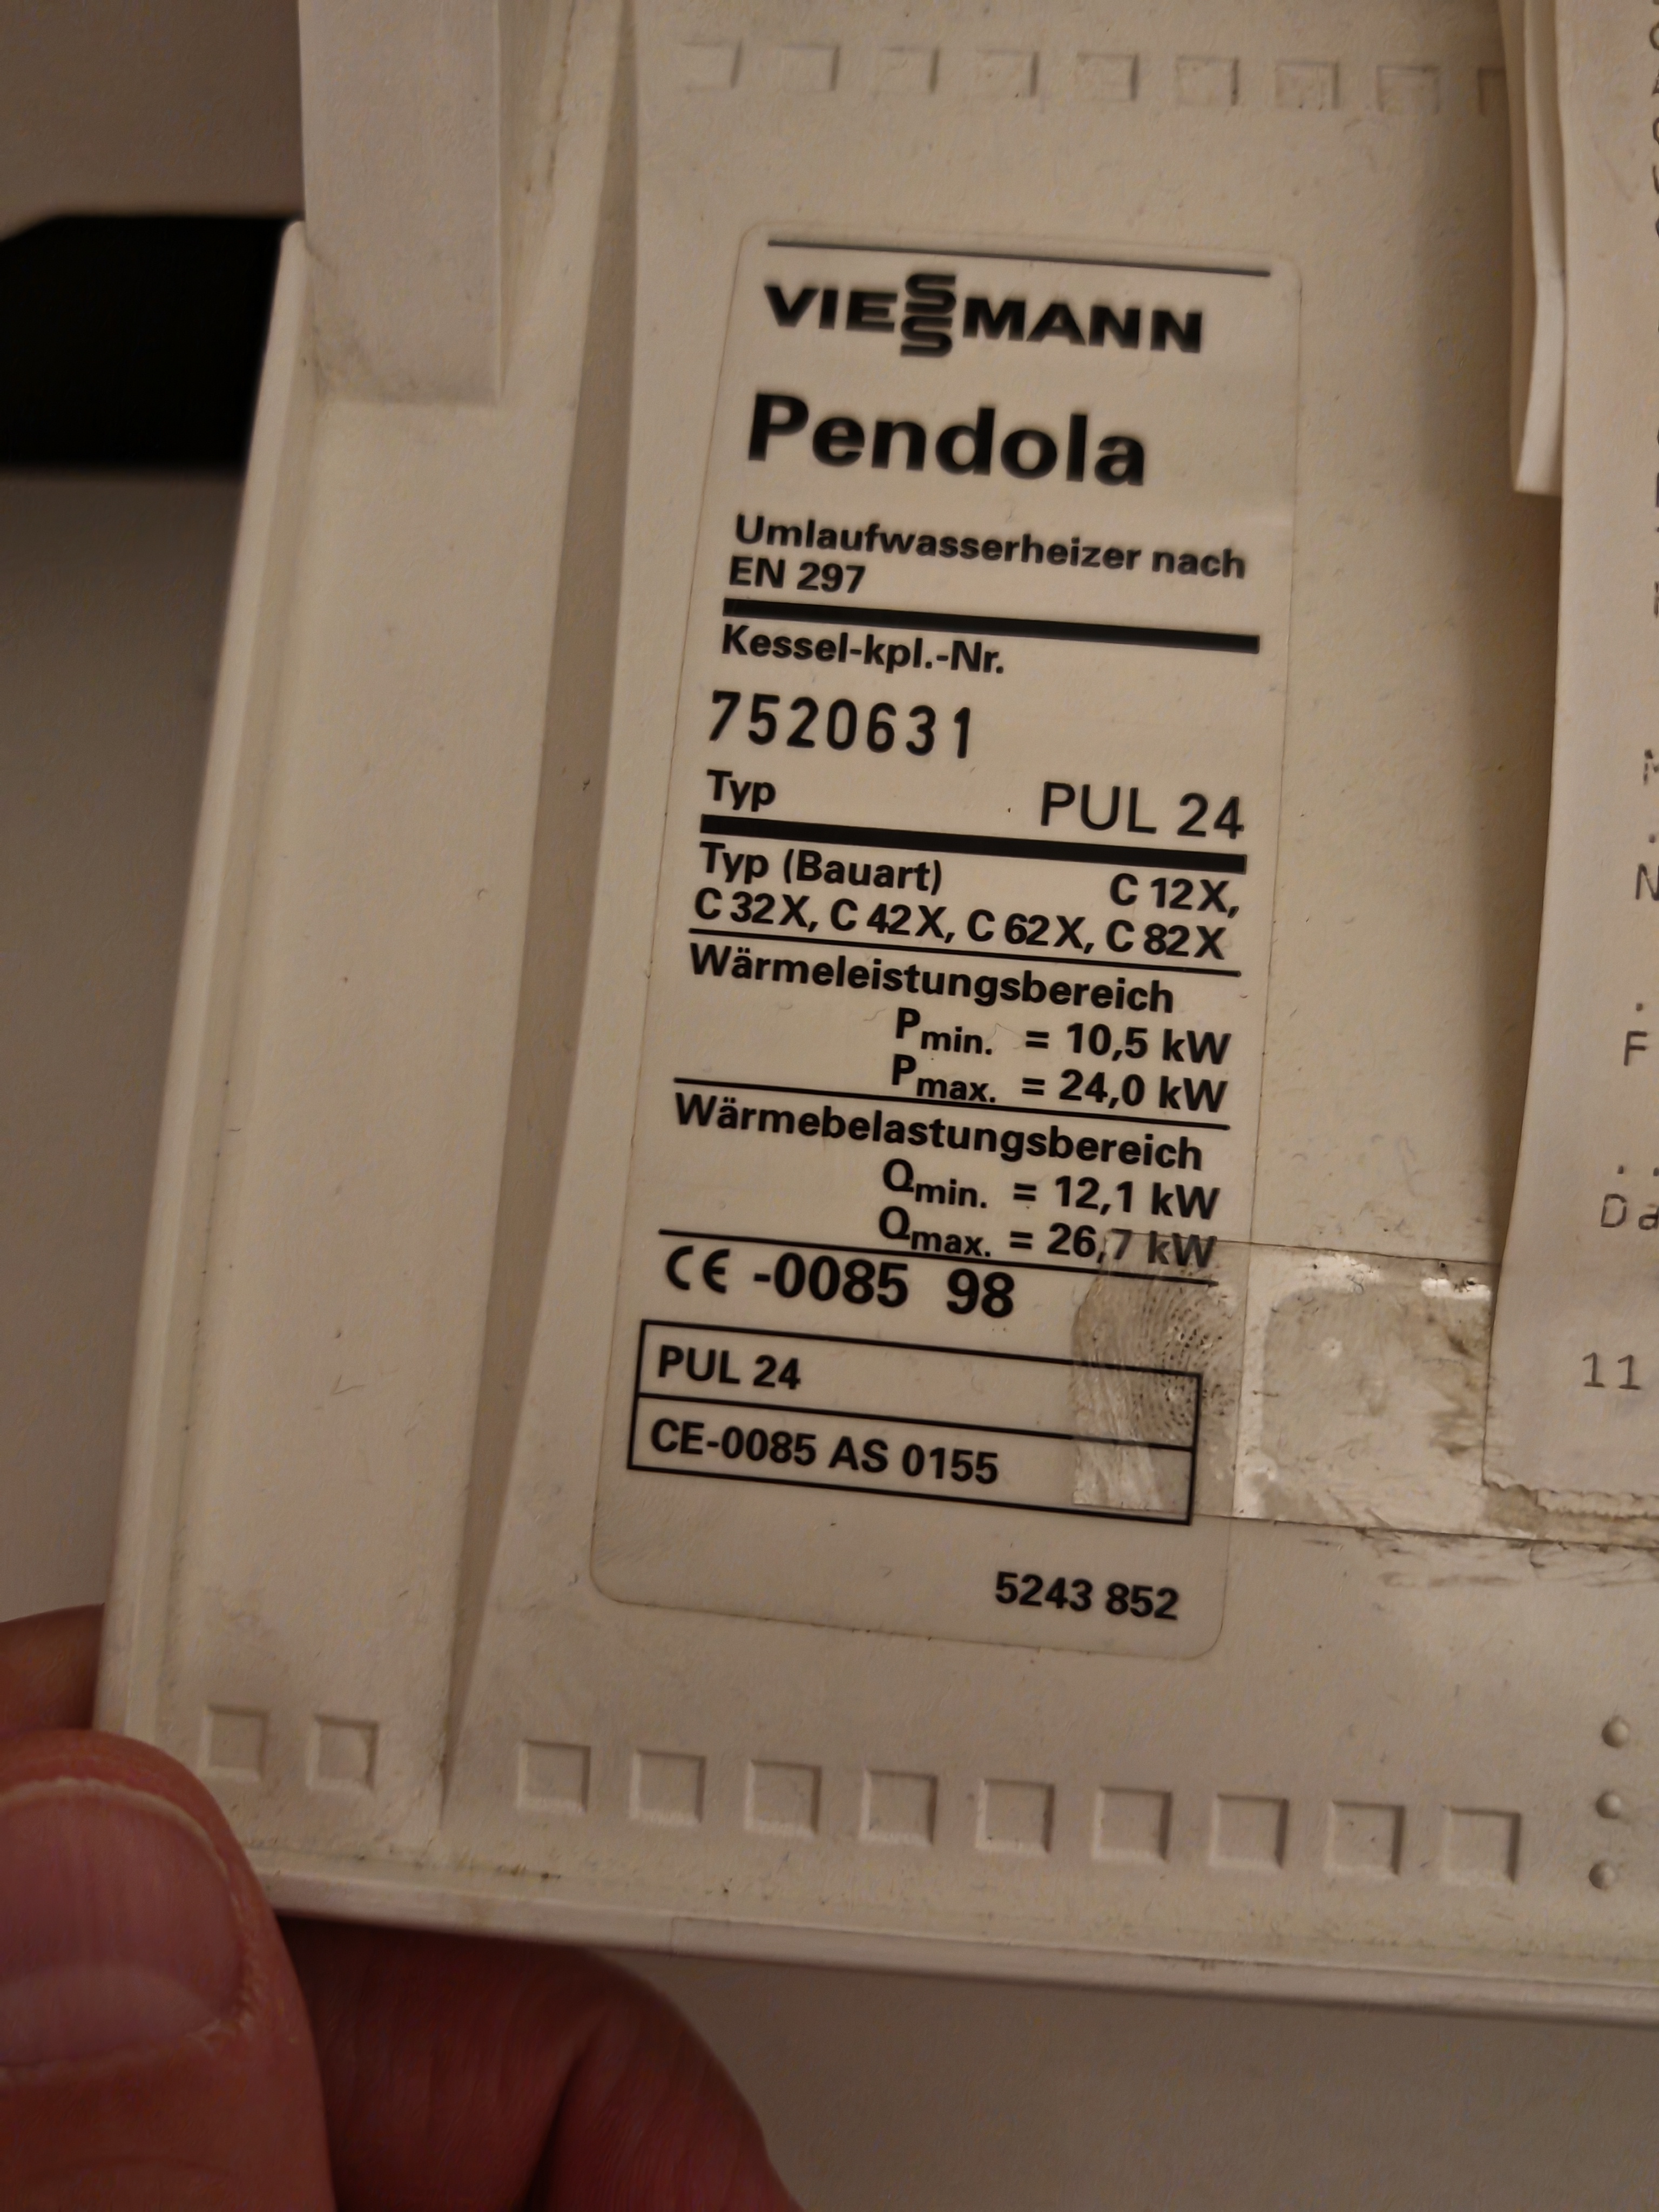 VIESSMANN
Pendola
Umlaufwasserheizer nach
EN 297
Kessel-kpl.-Nr.
7520631
Typ PUL 24
Typ (Bauart) C 12X,
C 32X, C 42X, C 62X, C 82X
Wärmeleistungsbereich
Pmin. = 10,5 kW
Pmax. = 24,0 kW
Wärmebelastungsbereich
Qmin. = 12,1 kW
Qmax. = 26,7 kW
CE -0085 98
PUL 24
CE-0085 AS 0155
5243 852
F
Da
11